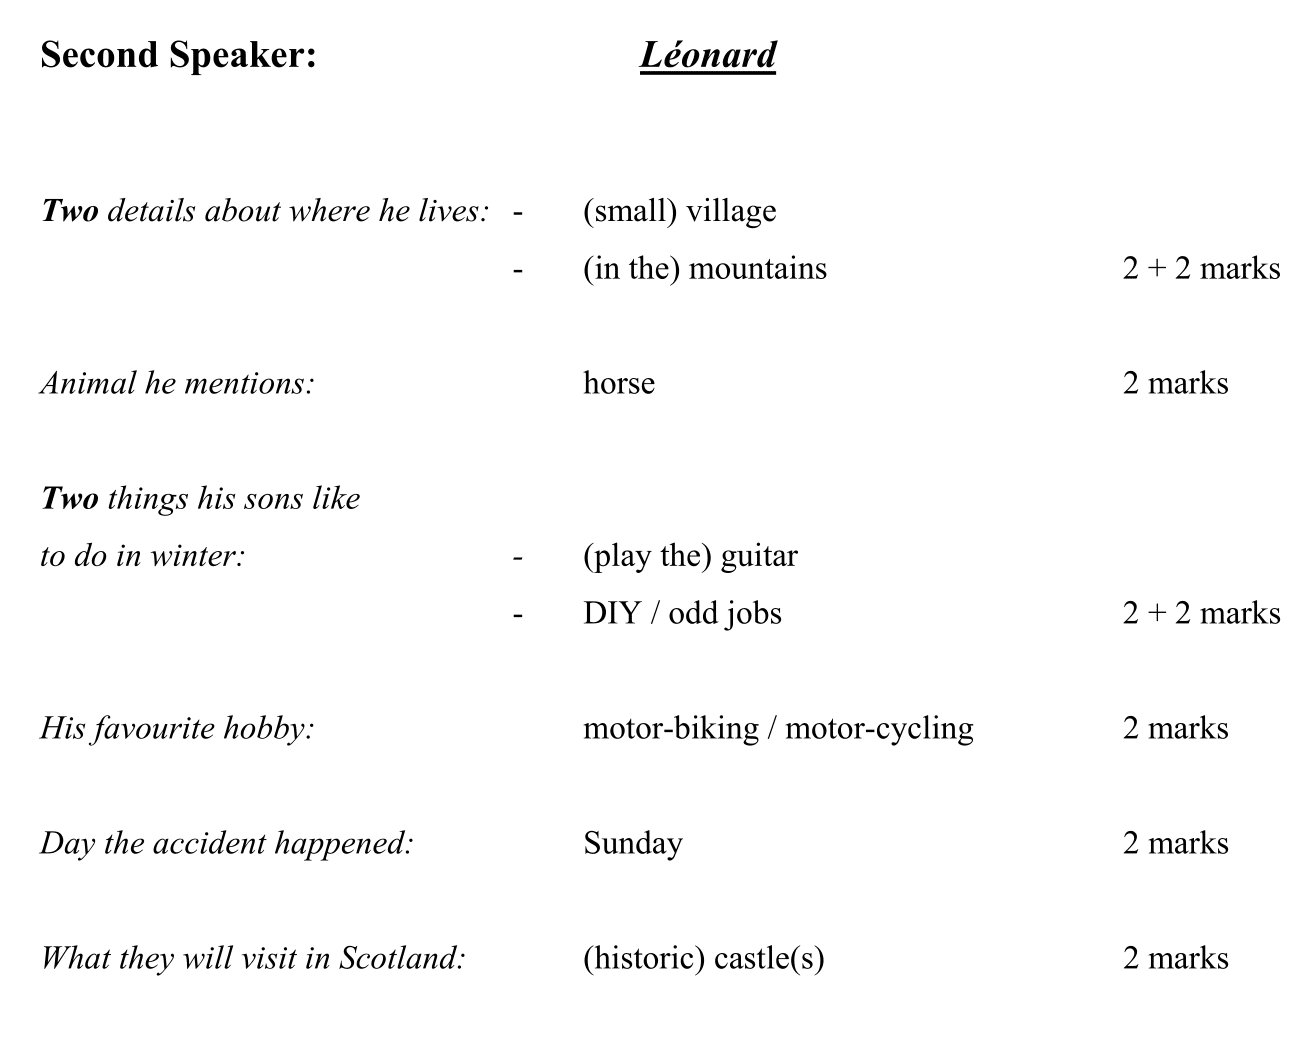 Second Speaker: Léonard
Two details about where he lives: - (small) village
- (in the) mountains 2 + 2 marks
Animal he mentions: horse 2 marks
Two things his sons like
to do in winter: - (play the) guitar
- DIY / odd jobs 2 + 2 marks
His favourite hobby: motor-biking / motor-cycling 2 marks
Day the accident happened: Sunday 2 marks
What they will visit in Scotland: (historic) castle(s) 2 marks